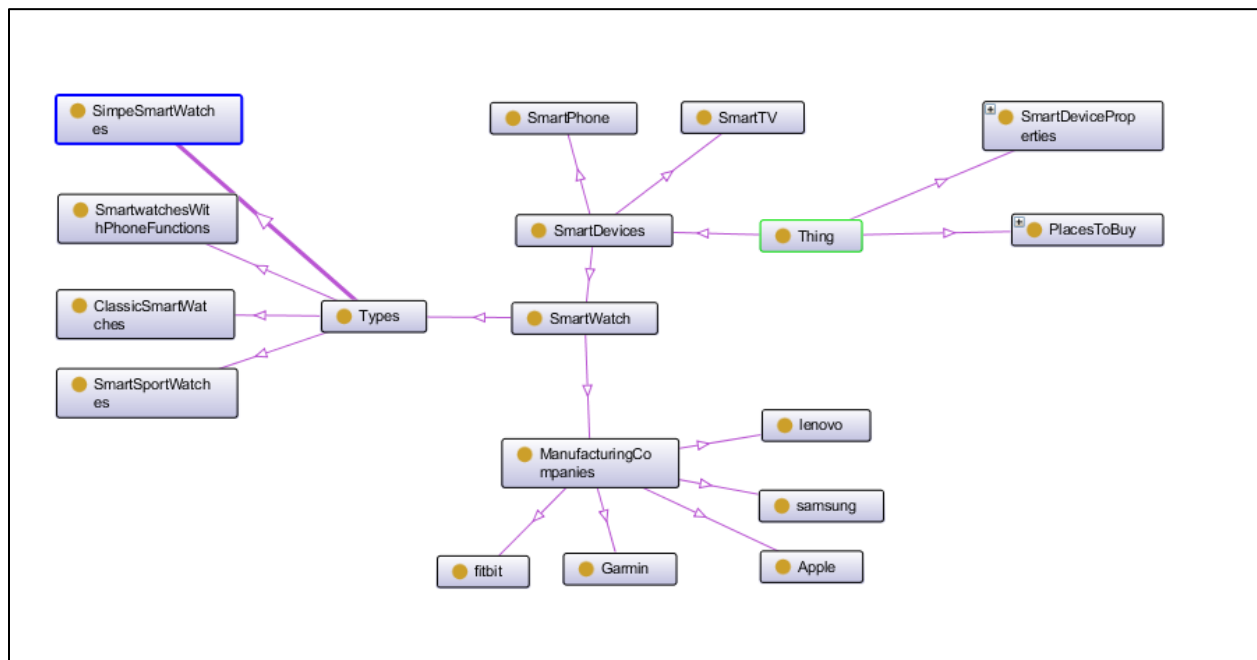 SimpeSmartWatch
es
SmartPhone
SmartTV
SmartDeviceProp
erties
SmartwatchesWit
hPhoneFunctions
SmartDevices
Thing
PlacesToBuy
ClassicSmartWat
ches
Types
SmartWatch
SmartSportWatch
es
ManufacturingCo
mpanies
lenovo
samsung
fitbit
Garmin
Apple